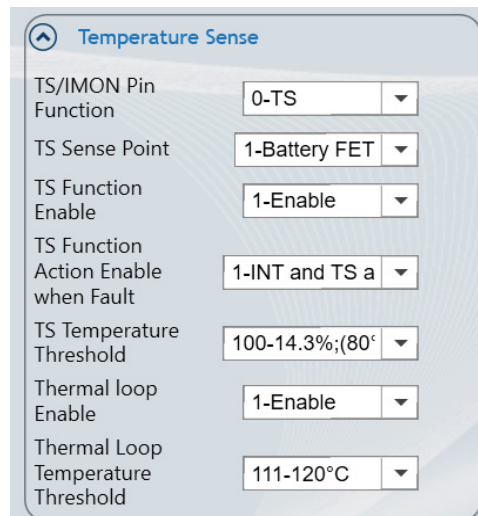 Temperature Sense
TS/IMON Pin
Function
0-TS
TS Sense Point
1-Battery FET
TS Function
Enable
1-Enable
TS Function
Action Enable
when Fault
1-INT and TS a
TS Temperature
Threshold
100-14.3%;(80°
Thermal loop
Enable
1-Enable
Thermal Loop
Temperature
Threshold
111-120°C